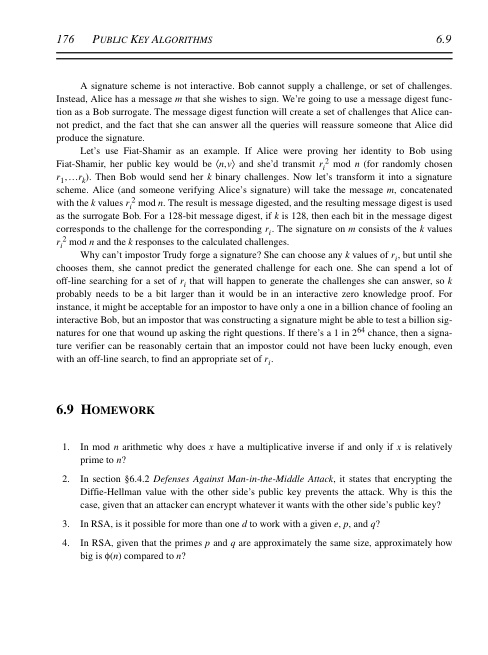 176 PUBLIC KEY ALGORITHMS 6.9
A signature scheme is not interactive. Bob cannot supply a challenge, or set of challenges.
Instead, Alice has a message m that she wishes to sign. We're going to use a message digest func-
tion as a Bob surrogate. The message digest function will create a set of challenges that Alice can-
not predict, and the fact that she can answer all the queries will reassure someone that Alice did
produce the signature.
Let's use Fiat-Shamir as an example. If Alice were proving her identity to Bob using
Fiat-Shamir, her public key would be ⟨n,v⟩ and she'd transmit rᵢ² mod n (for randomly chosen
r₁,…rₖ). Then Bob would send her k binary challenges. Now let's transform it into a signature
scheme. Alice (and someone verifying Alice's signature) will take the message m, concatenated
with the k values rᵢ² mod n. The result is message digested, and the resulting message digest is used
as the surrogate Bob. For a 128-bit message digest, if k is 128, then each bit in the message digest
corresponds to the challenge for the corresponding rᵢ. The signature on m consists of the k values
rᵢ² mod n and the k responses to the calculated challenges.
Why can't impostor Trudy forge a signature? She can choose any k values of rᵢ, but until she
chooses them, she cannot predict the generated challenge for each one. She can spend a lot of
off-line searching for a set of rᵢ that will happen to generate the challenges she can answer, so k
probably needs to be a bit larger than it would be in an interactive zero knowledge proof. For
instance, it might be acceptable for an impostor to have only a one in a billion chance of fooling an
interactive Bob, but an impostor that was constructing a signature might be able to test a billion sig-
natures for one that wound up asking the right questions. If there's a 1 in 2⁶⁴ chance, then a signa-
ture verifier can be reasonably certain that an impostor could not have been lucky enough, even
with an off-line search, to find an appropriate set of rᵢ.
6.9 HOMEWORK
1. In mod n arithmetic why does x have a multiplicative inverse if and only if x is relatively
prime to n?
2. In section §6.4.2 Defenses Against Man-in-the-Middle Attack, it states that encrypting the
Diffie-Hellman value with the other side's public key prevents the attack. Why is this the
case, given that an attacker can encrypt whatever it wants with the other side's public key?
3. In RSA, is it possible for more than one d to work with a given e, p, and q?
4. In RSA, given that the primes p and q are approximately the same size, approximately how
big is ϕ(n) compared to n?